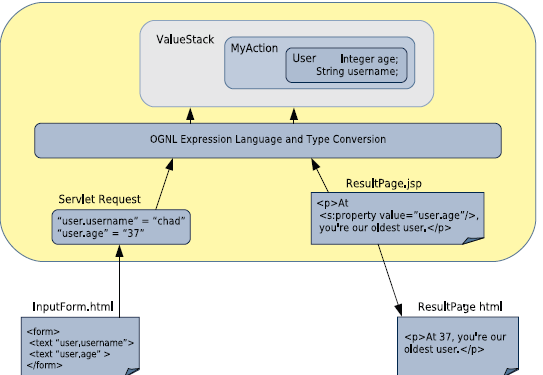 ValueStack
MyAction
User Integer age;
String username;
OGNL Expression Language and Type Conversion
Servlet Request
"user.username" = "chad"
"user.age" = "37"
ResultPage.jsp
<p>At
<s:property value="user.age"/>,
you're our oldest user.</p>
InputForm.html
<form>
<text "user.username">
<text "user.age" >
</form>
ResultPage html
<p>At 37, you're our
oldest user.</p>